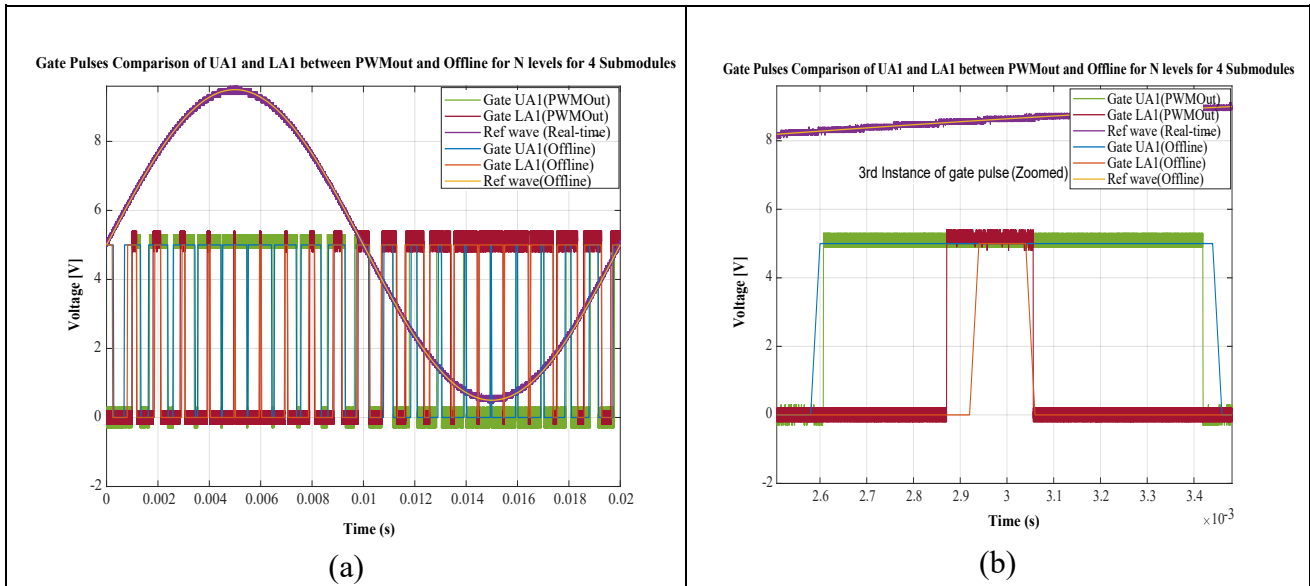 Gate Pulses Comparison of UA1 and LA1 between PWMout and Offline for N levels for 4 Submodules
Gate UA1(PWMOut)
Gate LA1(PWMOut)
Ref wave (Real-time)
Gate UA1(Offline)
Gate LA1(Offline)
Ref wave(Offline)
8
6
4
2
0
-2
Voltage [V]
0 0.002 0.004 0.006 0.008 0.01 0.012 0.014 0.016 0.018 0.02
Time (s)
(a)
Gate Pulses Comparison of UA1 and LA1 between PWMout and Offline for N levels for 4 Submodules
Gate UA1(PWMOut)
Gate LA1(PWMOut)
Ref wave (Real-time)
Gate UA1(Offline)
Gate LA1(Offline)
Ref wave(Offline)
3rd Instance of gate pulse (Zoomed)
8
6
4
2
0
-2
Voltage [V]
2.6 2.7 2.8 2.9 3 3.1 3.2 3.3 3.4
×10⁻³
Time (s)
(b)